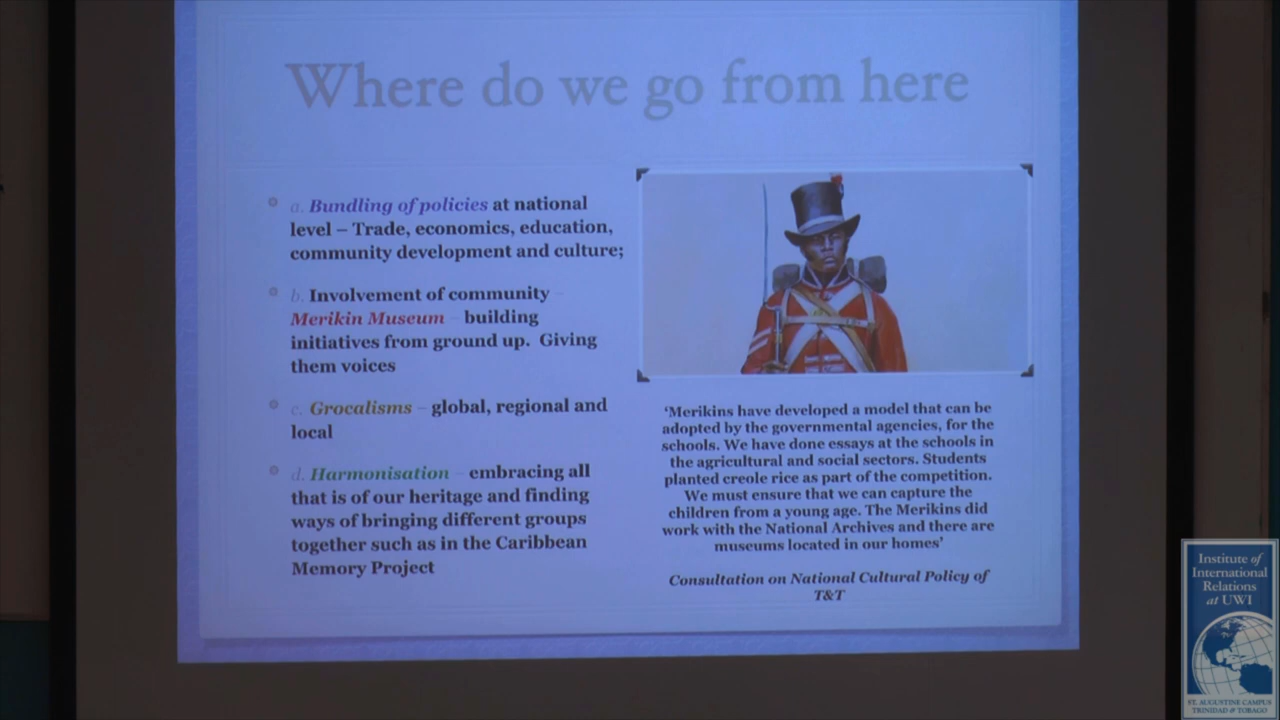 Where do we go from here
a. Bundling of policies at national
level – Trade, economics, education,
community development and culture;
b. Involvement of community –
Merikin Museum – building
initiatives from ground up. Giving
them voices
c. Grocalisms – global, regional and
local
d. Harmonisation – embracing all
that is of our heritage and finding
ways of bringing different groups
together such as in the Caribbean
Memory Project
‘Merikins have developed a model that can be
adopted by the governmental agencies, for the
schools. We have done essays at the schools in
the agricultural and social sectors. Students
planted creole rice as part of the competition.
We must ensure that we can capture the
children from a young age. The Merikins did
work with the National Archives and there are
museums located in our homes’
Consultation on National Cultural Policy of
T&T
Institute of
International
Relations
at UWI
ST. AUGUSTINE CAMPUS
TRINIDAD & TOBAGO